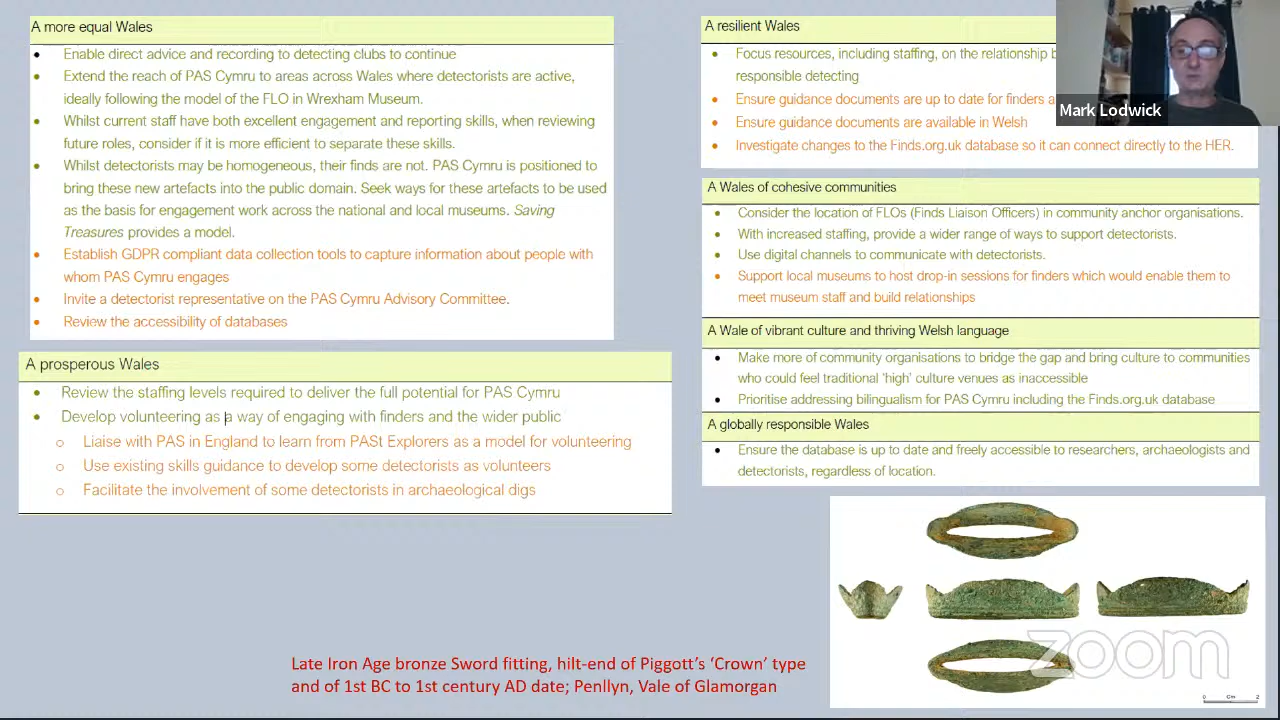 A more equal Wales
Enable direct advice and recording to detecting clubs to continue
Extend the reach of PAS Cymru to areas across Wales where detectorists are active,
ideally following the model of the FLO in Wrexham Museum.
Whilst current staff have both excellent engagement and reporting skills, when reviewing
future roles, consider if it is more efficient to separate these skills.
Whilst detectorists may be homogeneous, their finds are not. PAS Cymru is positioned to
bring these new artefacts into the public domain. Seek ways for these artefacts to be used
as the basis for engagement work across the national and local museums. Saving
Treasures provides a model.
Establish GDPR compliant data collection tools to capture information about people with
whom PAS Cymru engages
Invite a detectorist representative on the PAS Cymru Advisory Committee.
Review the accessibility of databases
A prosperous Wales
Review the staffing levels required to deliver the full potential for PAS Cymru
Develop volunteering as a way of engaging with finders and the wider public
Liaise with PAS in England to learn from PASt Explorers as a model for volunteering
Use existing skills guidance to develop some detectorists as volunteers
Facilitate the involvement of some detectorists in archaeological digs
A resilient Wales
Focus resources, including staffing, on the relationship
responsible detecting
Ensure guidance documents are up to date for finders
Ensure guidance documents are available in Welsh
Investigate changes to the Finds.org.uk database so it can connect directly to the HER.
Mark Lodwick
A Wales of cohesive communities
Consider the location of FLOs (Finds Liaison Officers) in community anchor organisations.
With increased staffing, provide a wider range of ways to support detectorists.
Use digital channels to communicate with detectorists.
Support local museums to host drop-in sessions for finders which would enable them to
meet museum staff and build relationships
A Wale of vibrant culture and thriving Welsh language
Make more of community organisations to bridge the gap and bring culture to communities
who could feel traditional 'high' culture venues as inaccessible
Prioritise addressing bilingualism for PAS Cymru including the Finds.org.uk database
A globally responsible Wales
Ensure the database is up to date and freely accessible to researchers, archaeologists and
detectorists, regardless of location.
Late Iron Age bronze Sword fitting, hilt-end of Piggott's 'Crown' type
and of 1st BC to 1st century AD date; Penllyn, Vale of Glamorgan
zoom
0 Cm 2